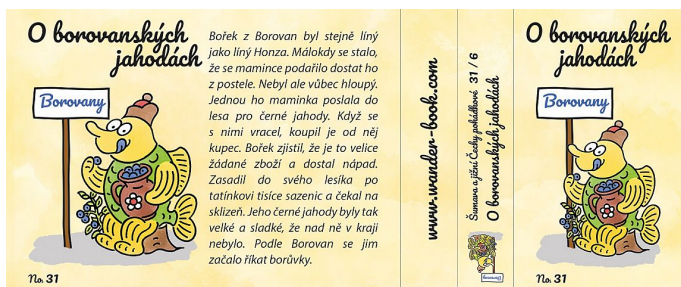 O borovanských
jahodách
Borovany
No. 31
Bořek z Borovan byl stejně líný
jako líný Honza. Málokdy se stalo,
že se mamince podařilo dostat ho
z postele. Nebyl ale vůbec hloupý.
Jednou ho maminka poslala do
lesa pro černé jahody. Když se
s nimi vracel, koupil je od něj
kupec. Bořek zjistil, že je to velice
žádané zboží a dostal nápad.
Zasadil do svého lesíka po
tatínkovi tisíce sazenic a čekal na
sklizeň. Jeho černé jahody byly tak
velké a sladké, že nad ně v kraji
nebylo. Podle Borovan se jim
začalo říkat borůvky.
www.wander-book.com
Šumava a jižní Čechy pohádkové 31 / 6
O borovanských jahodách
Borovany
O borovanských
jahodách
Borovany
No. 31